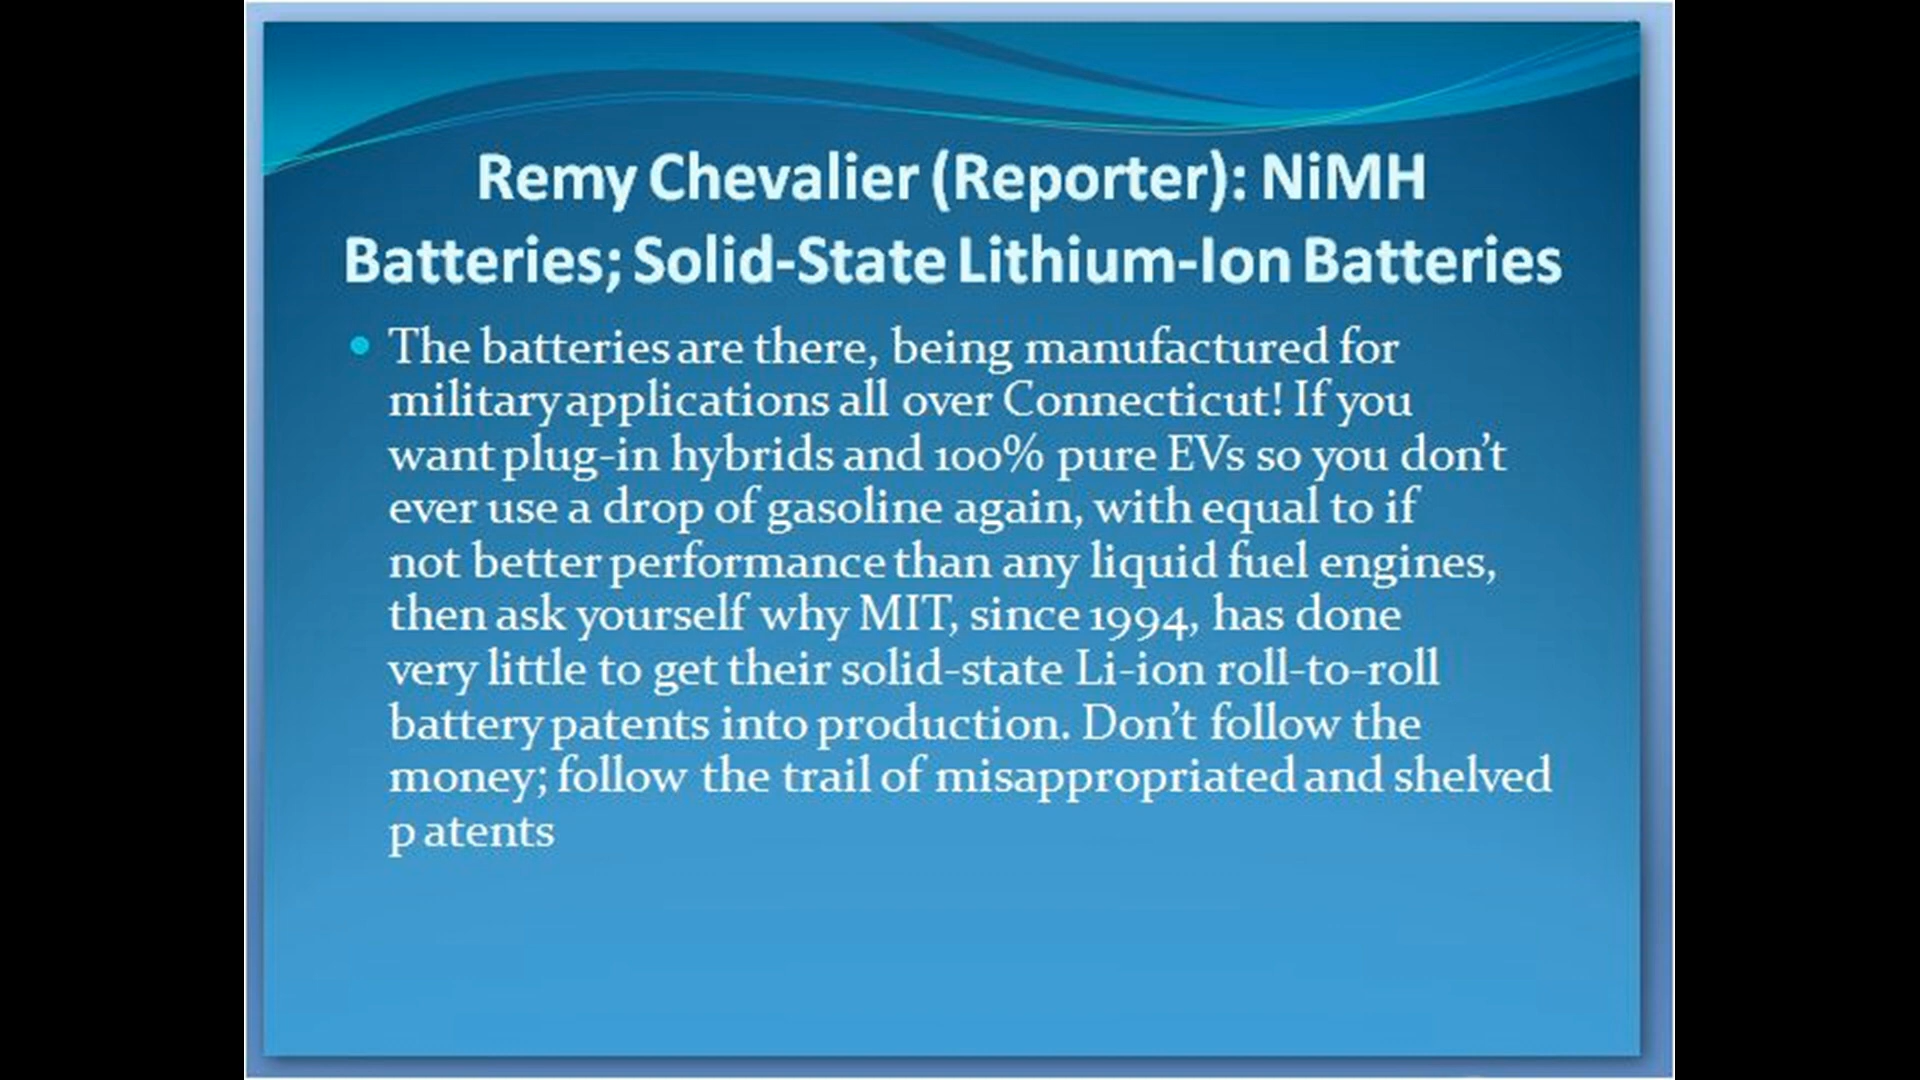 Remy Chevalier (Reporter): NiMH
Batteries; Solid-State Lithium-Ion Batteries
• The batteries are there, being manufactured for
military applications all over Connecticut! If you
want plug-in hybrids and 100% pure EVs so you don't
ever use a drop of gasoline again, with equal to if
not better performance than any liquid fuel engines,
then ask yourself why MIT, since 1994, has done
very little to get their solid-state Li-ion roll-to-roll
battery patents into production. Don't follow the
money; follow the trail of misappropriated and shelved
p atents